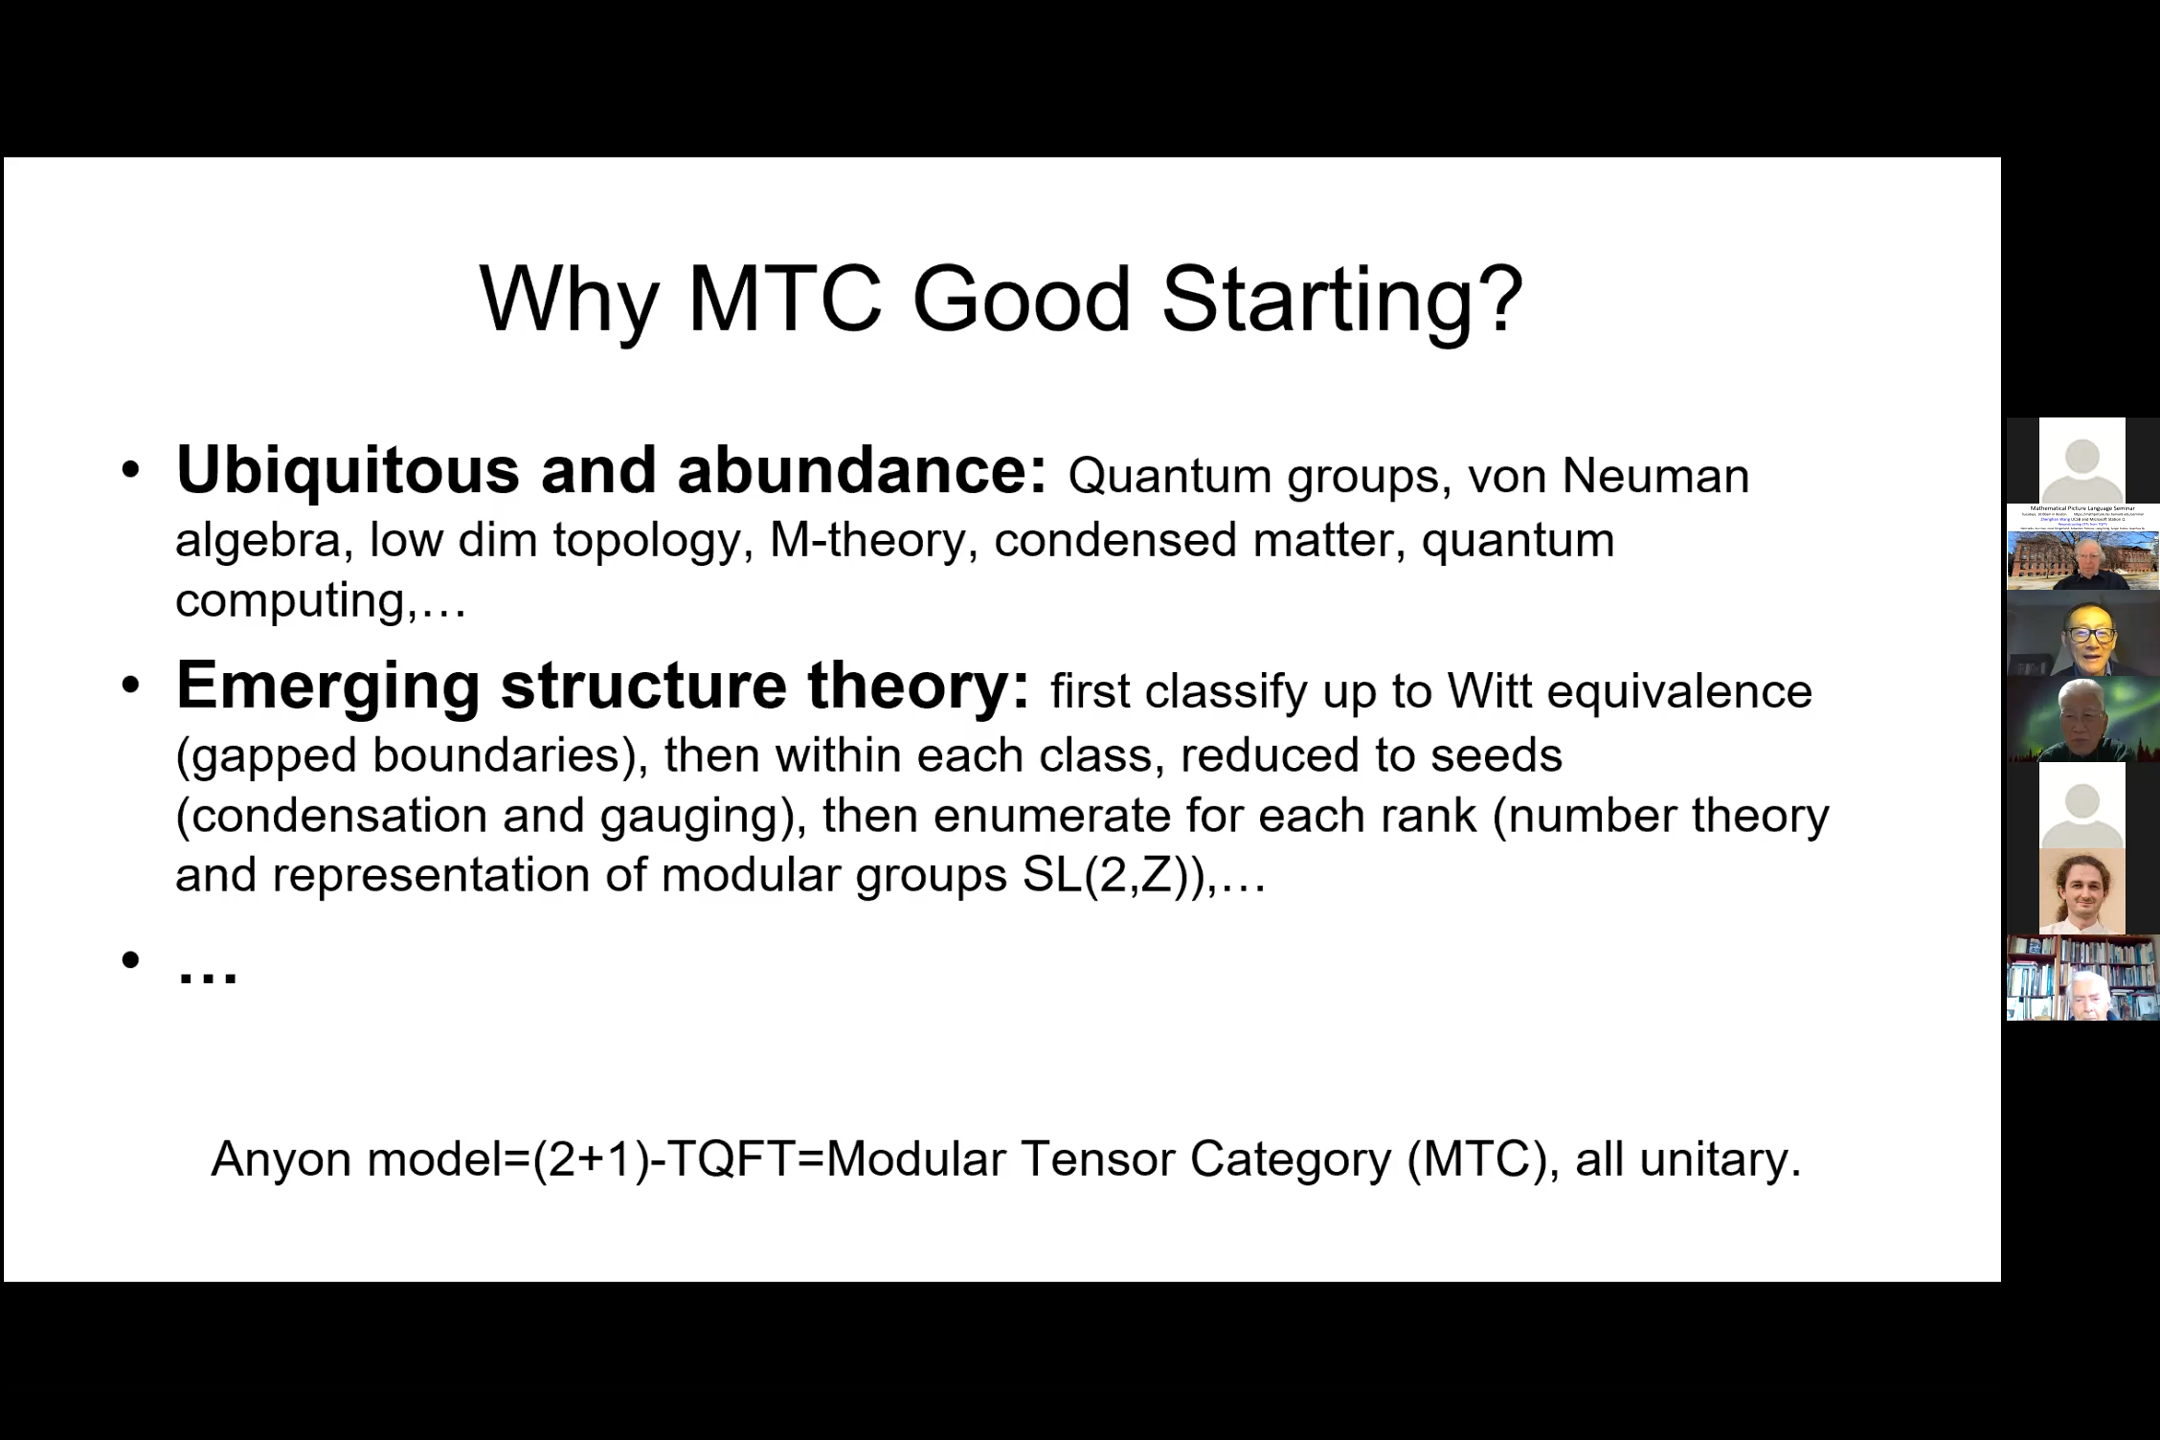 Why MTC Good Starting?
• Ubiquitous and abundance: Quantum groups, von Neuman
algebra, low dim topology, M-theory, condensed matter, quantum
computing,…
• Emerging structure theory: first classify up to Witt equivalence
(gapped boundaries), then within each class, reduced to seeds
(condensation and gauging), then enumerate for each rank (number theory
and representation of modular groups SL(2,Z)),…
• …
Anyon model=(2+1)-TQFT=Modular Tensor Category (MTC), all unitary.
Mathematical Picture Language Seminar